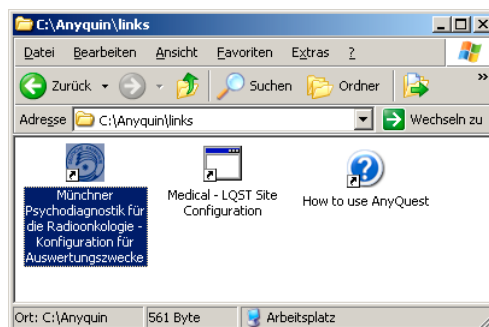 C:\Anyquin\links
Datei Bearbeiten Ansicht Favoriten Extras ?
Zurück Suchen Ordner »
Adresse C:\Anyquin\links Wechseln zu
Münchner
Psychodiagnostik für
die Radioonkologie -
Konfiguration für
Auswertungszwecke
Medical - LQST Site
Configuration
How to use AnyQuest
Ort: C:\Anyquin 561 Byte Arbeitsplatz